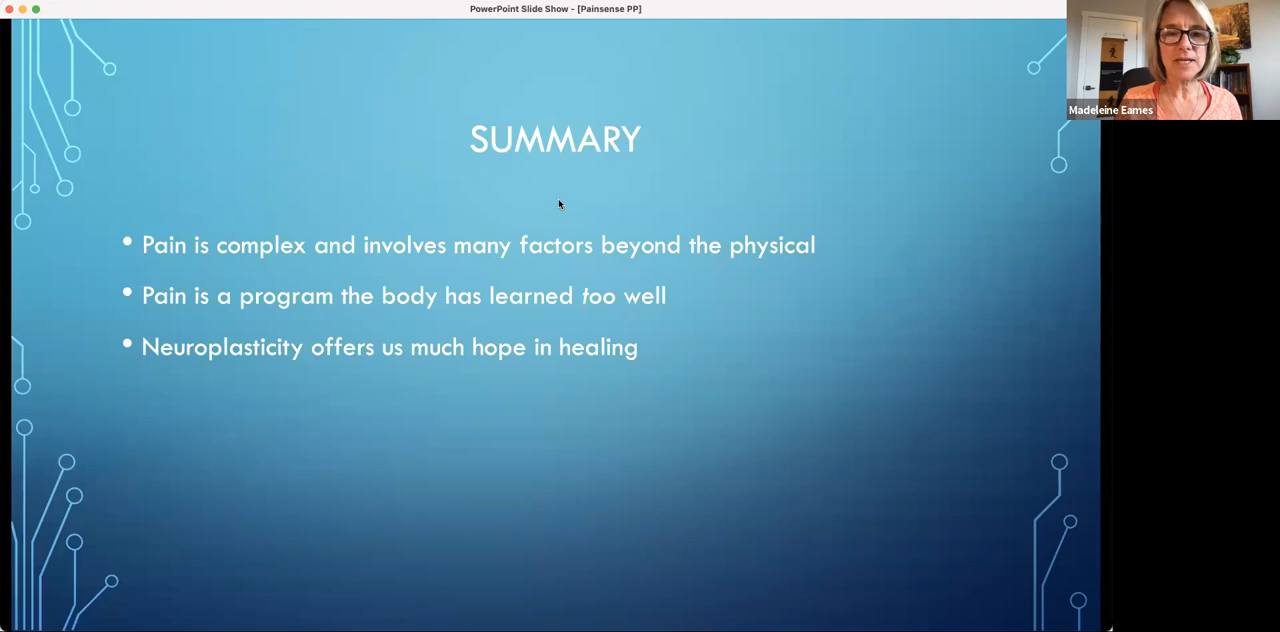 PowerPoint Slide Show - [Painsense PP]
Madeleine Eames
SUMMARY
• Pain is complex and involves many factors beyond the physical
• Pain is a program the body has learned too well
• Neuroplasticity offers us much hope in healing